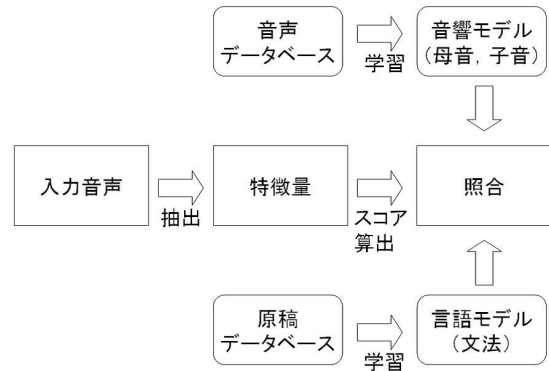 音声
データベース
学習
音響モデル
(母音, 子音)
入力音声
抽出
特徴量
スコア
算出
照合
原稿
データベース
学習
言語モデル
(文法)